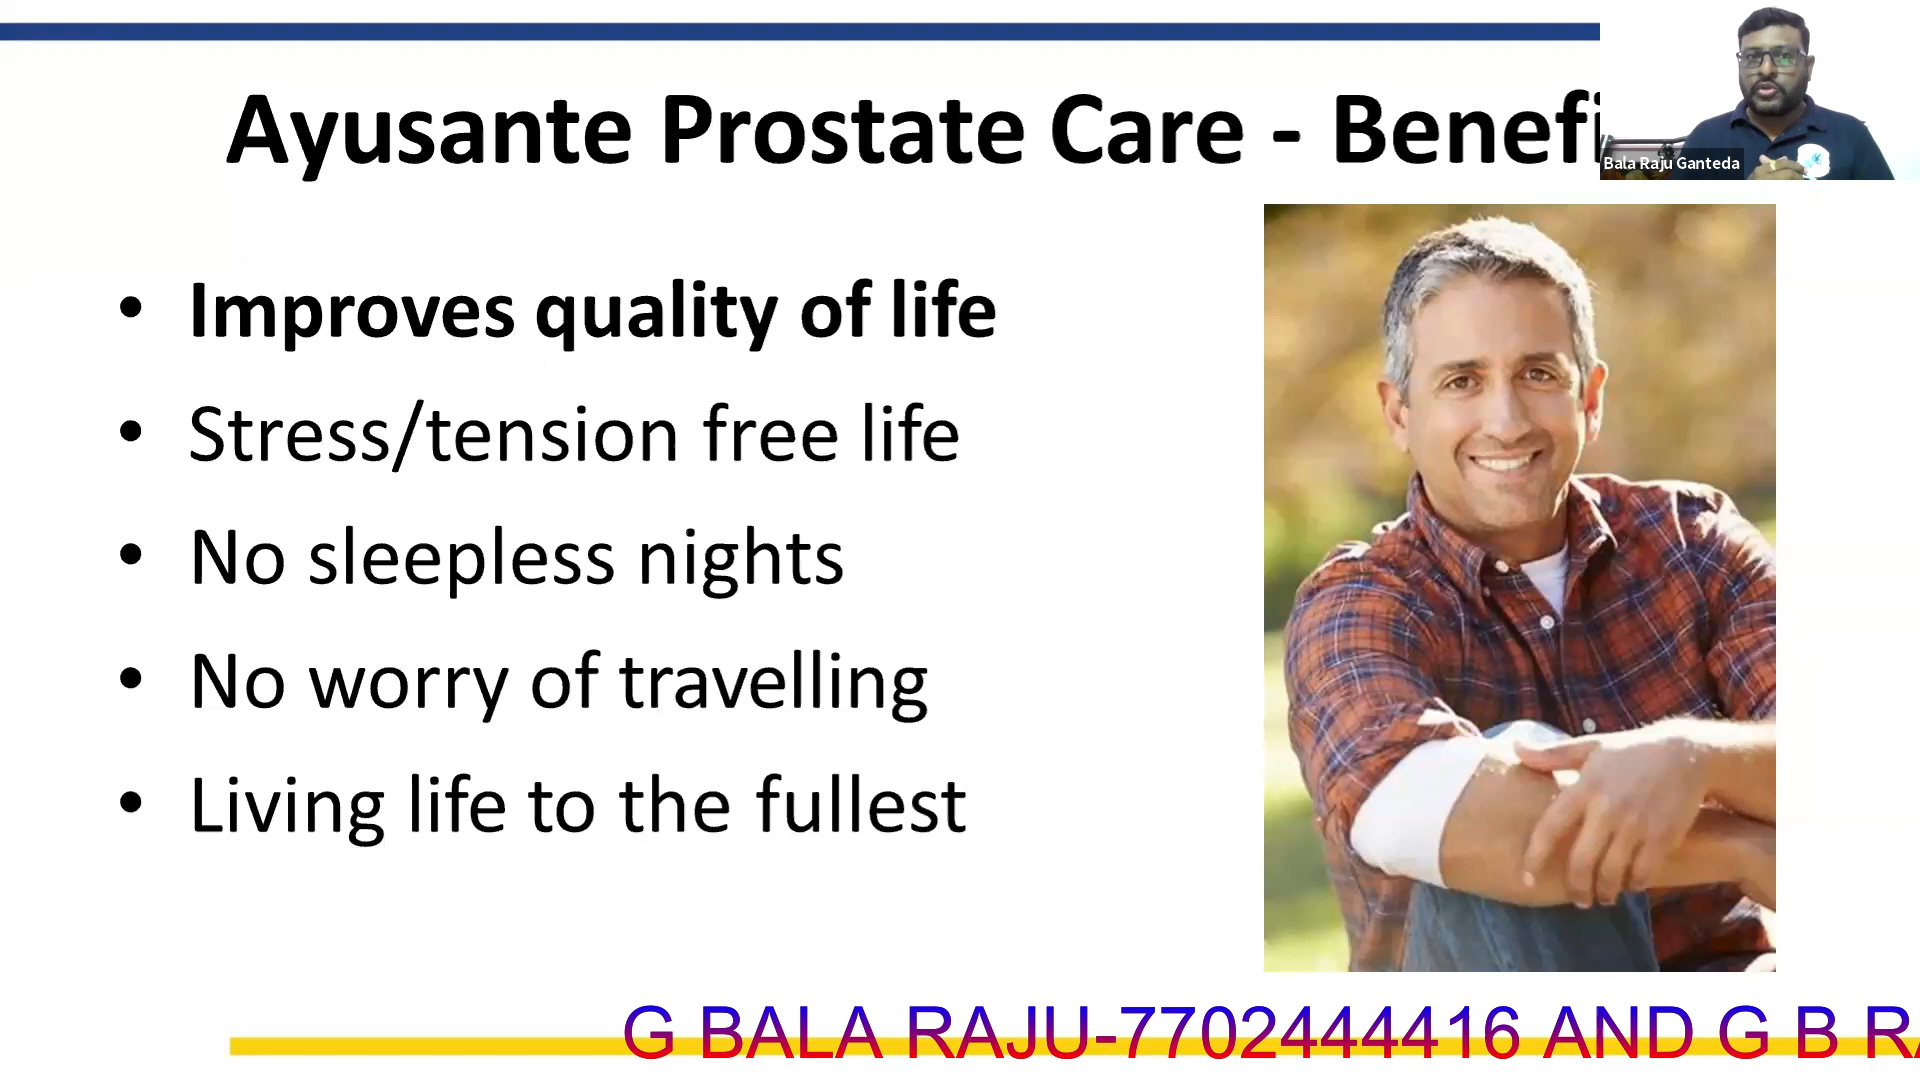 Ayusante Prostate Care - Benefi
Bala Raju Ganteda
• Improves quality of life
• Stress/tension free life
• No sleepless nights
• No worry of travelling
• Living life to the fullest
G BALA RAJU-7702444416 AND G B RA